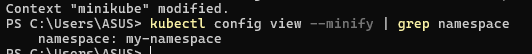 Context "minikube" modified.
PS C:\Users\ASUS> kubectl config view --minify | grep namespace
    namespace: my-namespace
PS C:\Users\ASUS>